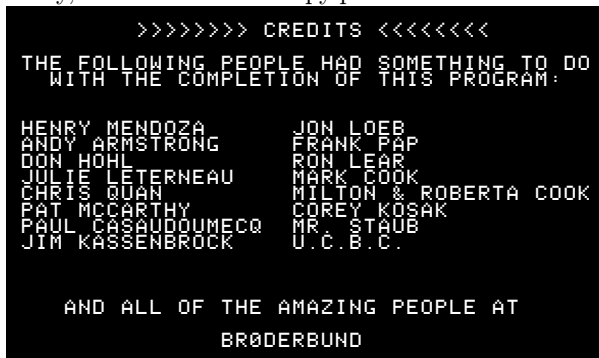 >>>>>>>> CREDITS <<<<<<<<
THE FOLLOWING PEOPLE HAD SOMETHING TO DO
WITH THE COMPLETION OF THIS PROGRAM:
HENRY MENDOZA JON LOEB
ANDY ARMSTRONG FRANK PAP
DON HOHL RON LEAR
JULIE LETERNEAU MARK COOK
CHRIS QUAN MILTON & ROBERTA COOK
PAT MCCARTHY COREY KOSAK
PAUL CASAUDOUMECQ MR. STAUB
JIM KASSENBROCK U.C.B.C.
AND ALL OF THE AMAZING PEOPLE AT
BRØDERBUND